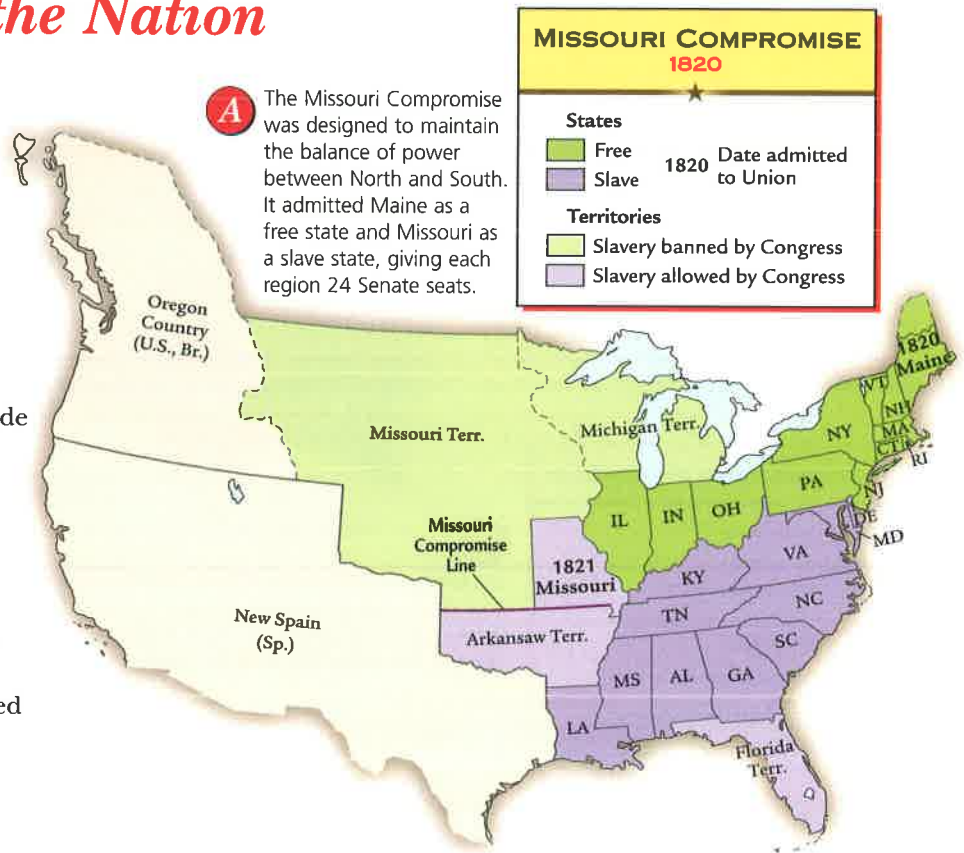 the Nation
MISSOURI COMPROMISE
1820
States
Free
Slave
1820 Date admitted
to Union
Territories
Slavery banned by Congress
Slavery allowed by Congress
A
The Missouri Compromise
was designed to maintain
the balance of power
between North and South.
It admitted Maine as a
free state and Missouri as
a slave state, giving each
region 24 Senate seats.
Oregon
Country
(U.S., Br.)
de
ed
Missouri Terr.
Michigan Terr.
1820
Maine
VT
NH
MA
CT
RI
NY
PA
NJ
DE
MD
IL
IN
OH
VA
Missouri
Compromise
Line
1821
Missouri
KY
NC
TN
SC
New Spain
(Sp.)
Arkansaw Terr.
MS
AL
GA
LA
Florida
Terr.